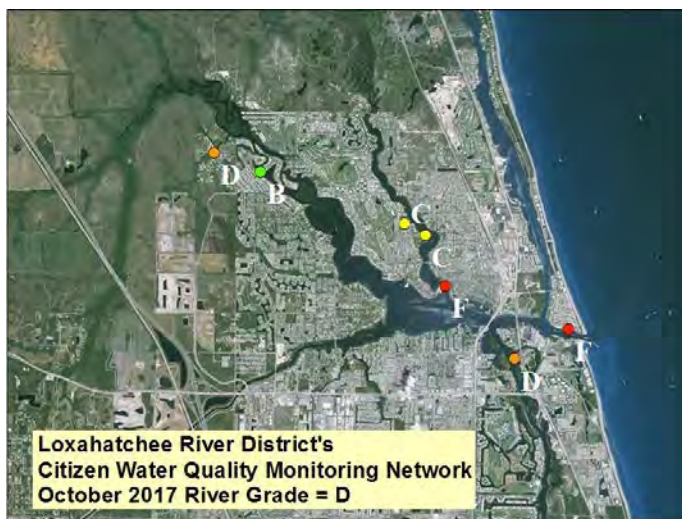 D
B
C
C
F
F
D
Loxahatchee River District's
Citizen Water Quality Monitoring Network
October 2017 River Grade = D